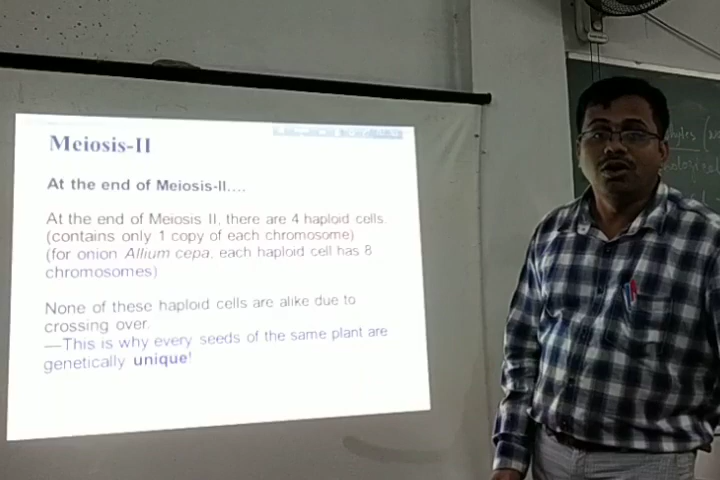 Meiosis-II
At the end of Meiosis-II....
At the end of Meiosis II, there are 4 haploid cells.
(contains only 1 copy of each chromosome)
(for onion Allium cepa, each haploid cell has 8
chromosomes)
None of these haploid cells are alike due to
crossing over.
—This is why every seeds of the same plant are
genetically unique!